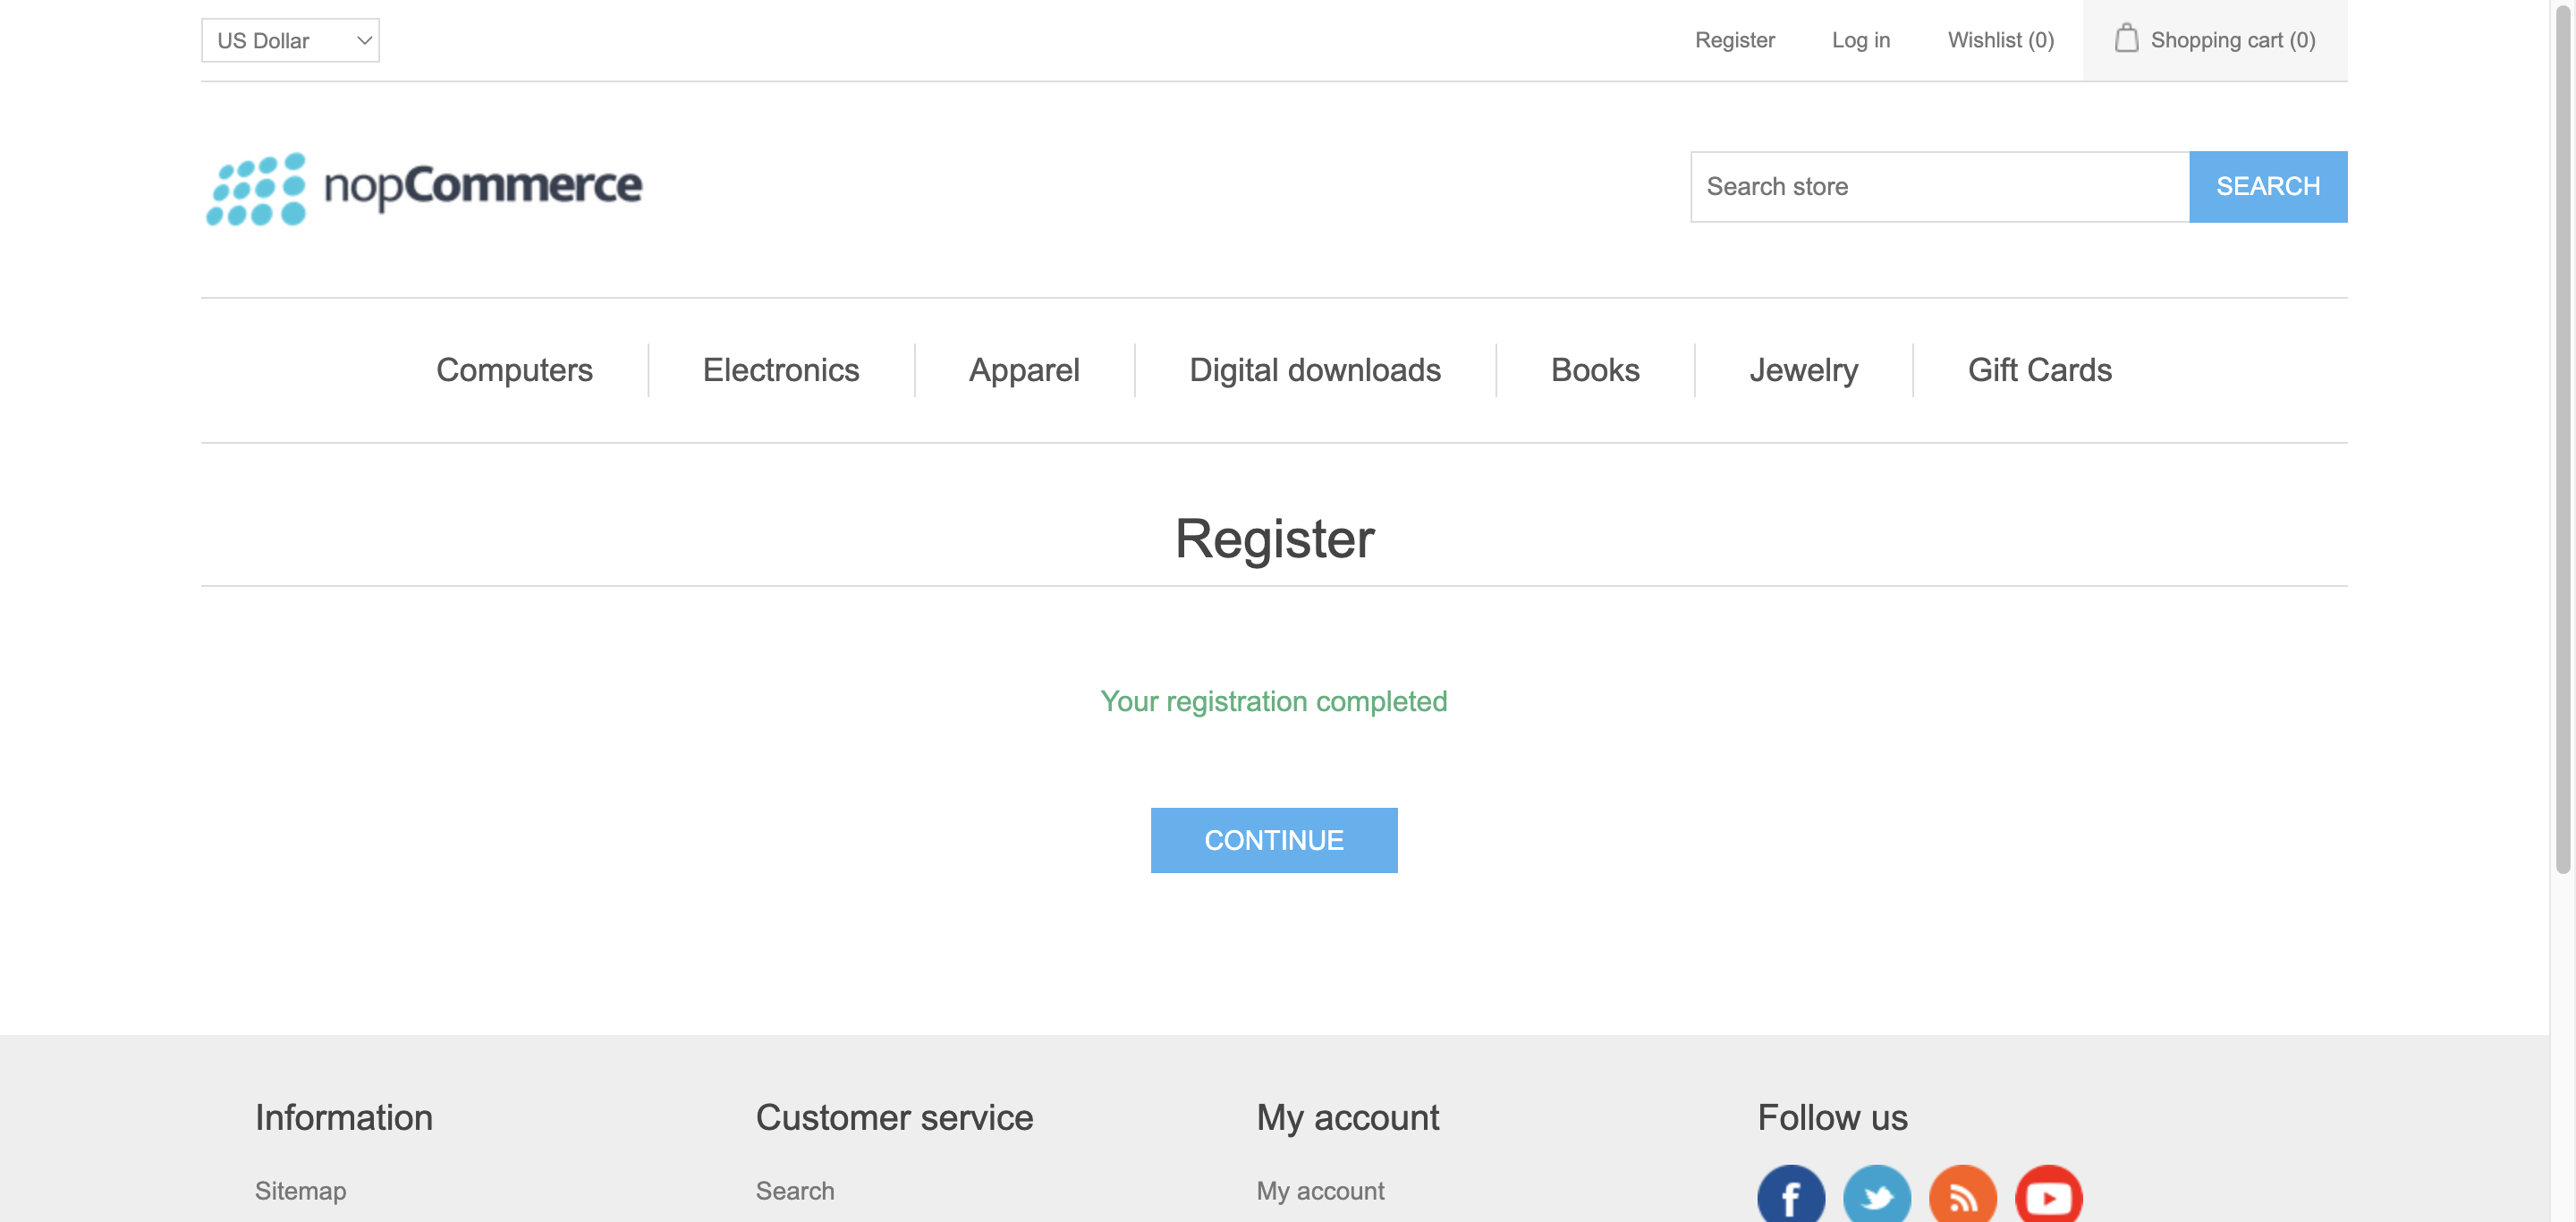 US Dollar
Register Log in Wishlist (0) Shopping cart (0)
nopCommerce
Search store SEARCH
Computers Electronics Apparel Digital downloads Books Jewelry Gift Cards
Register
Your registration completed
CONTINUE
Information Customer service My account Follow us
Sitemap Search My account